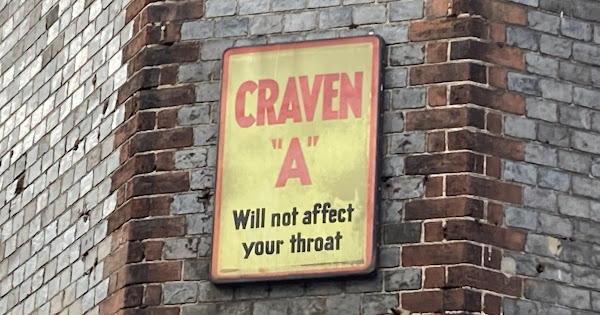 CRAVEN
"A"
Will not affect
your throat